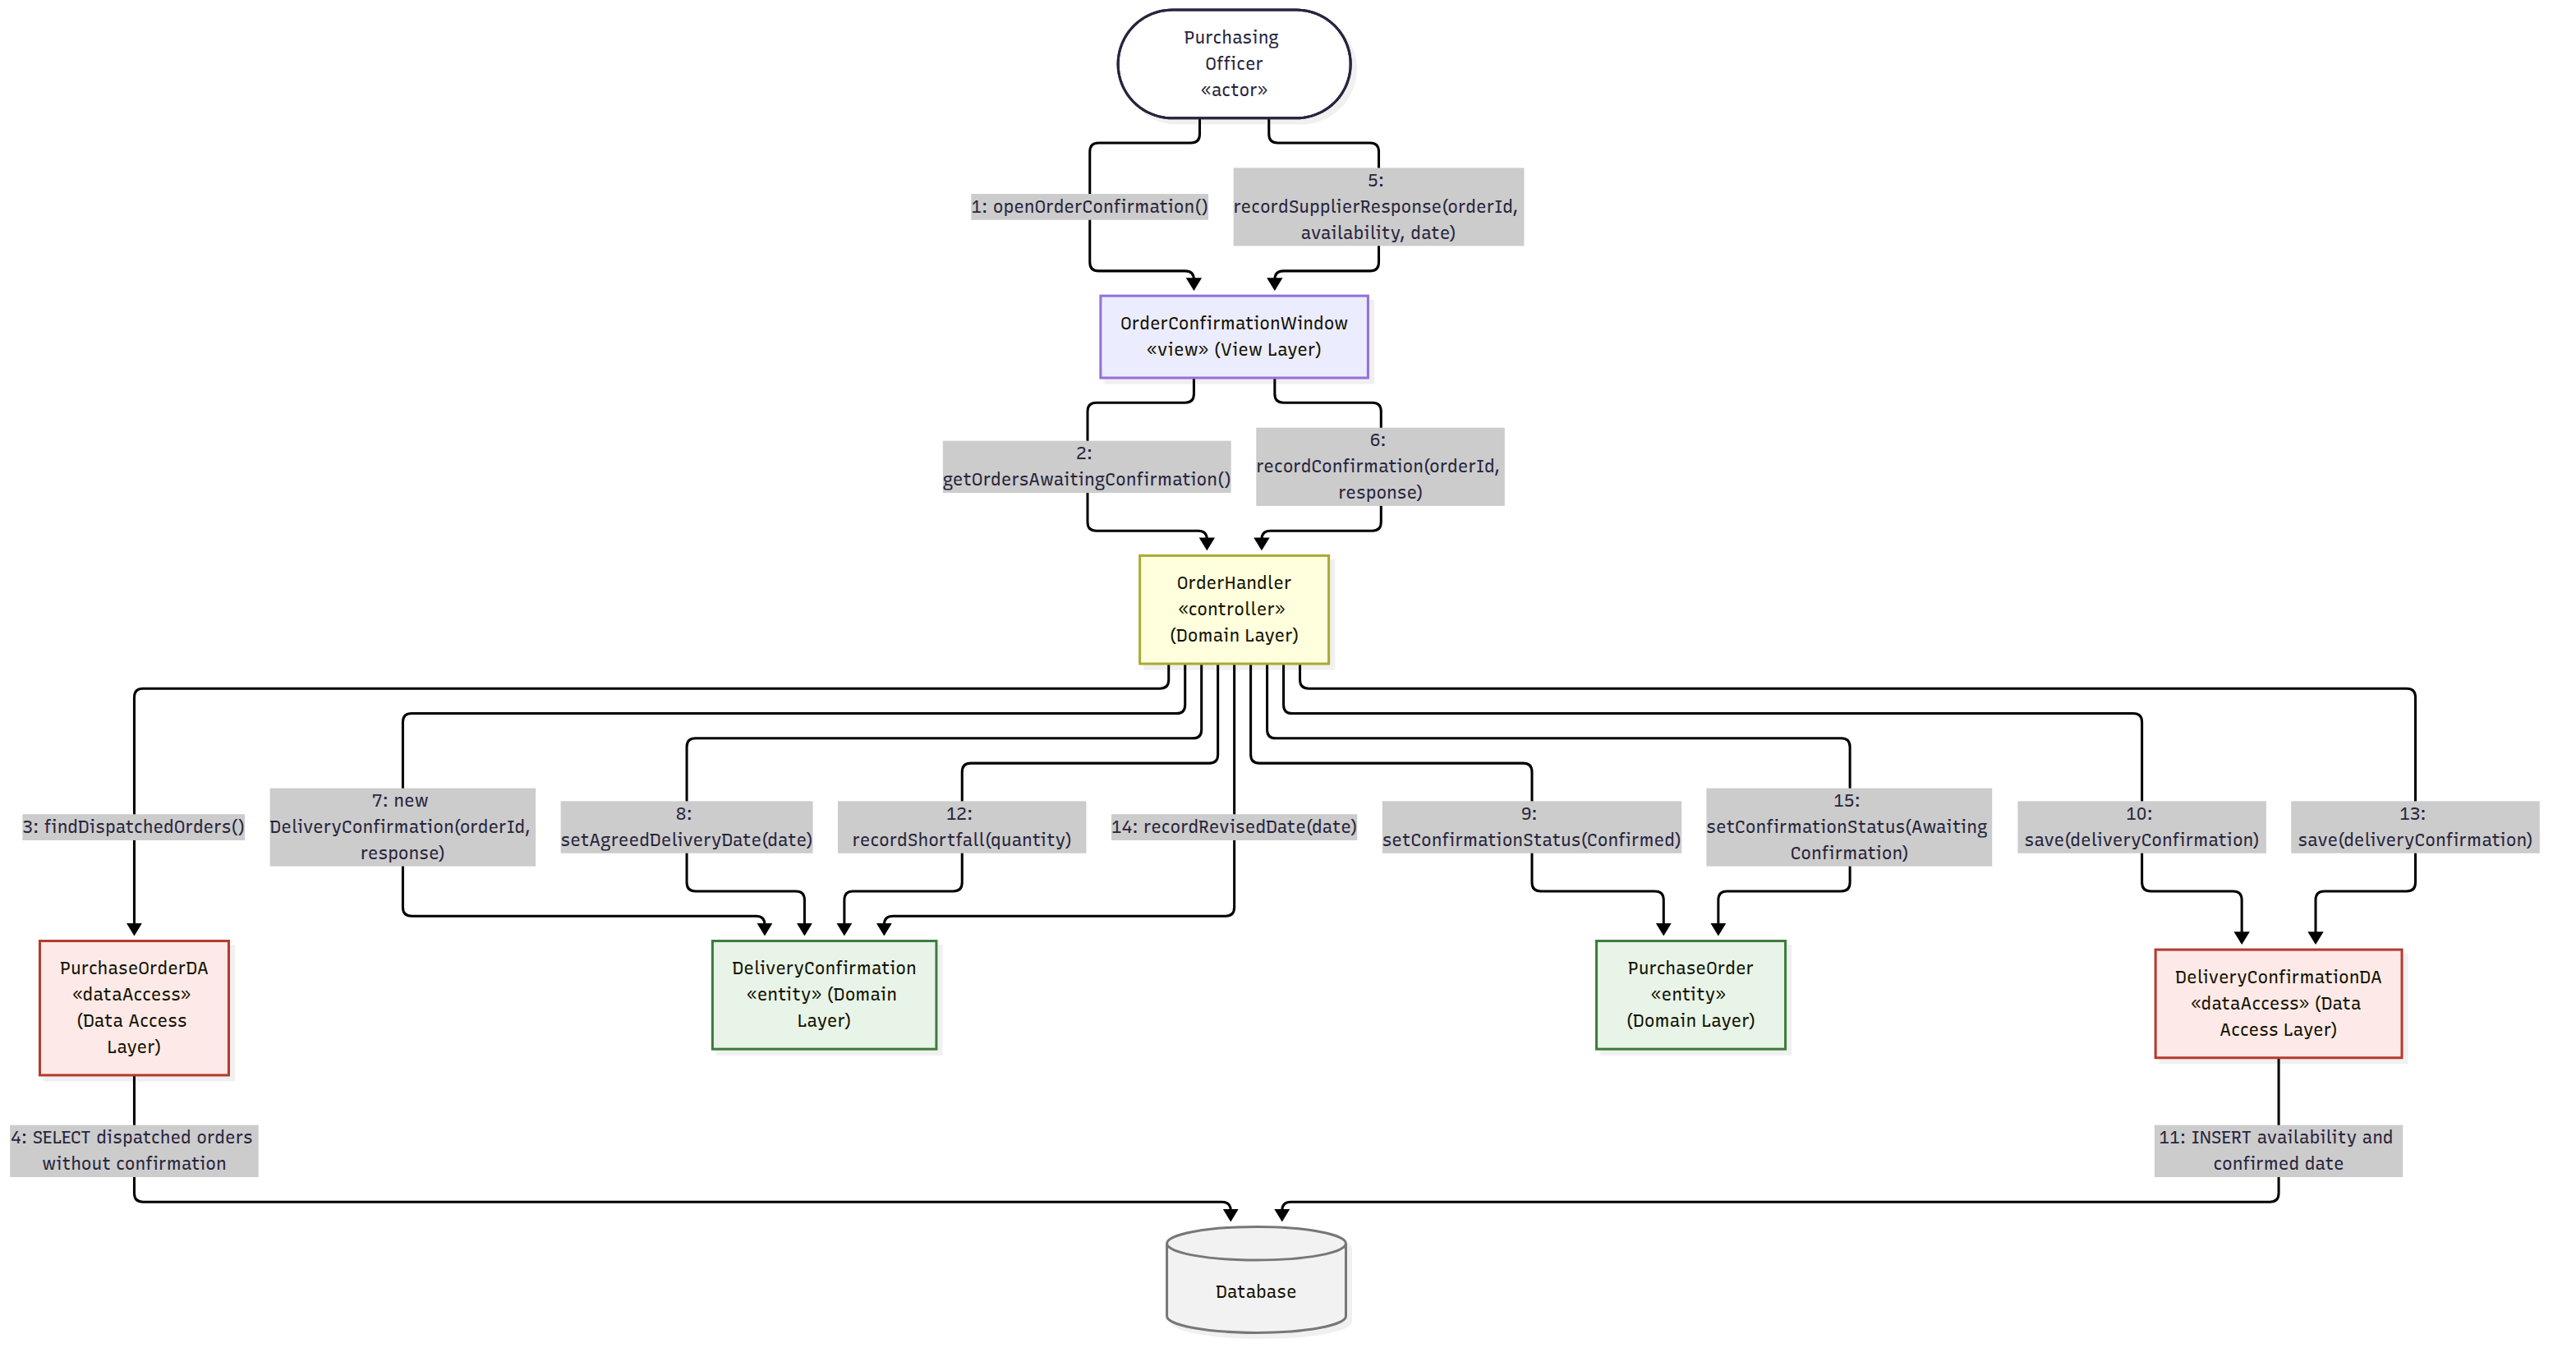 Purchasing
Officer
«actor»
1: openOrderConfirmation()
5:
recordSupplierResponse(orderId,
availability, date)
OrderConfirmationWindow
«view» (View Layer)
2:
getOrdersAwaitingConfirmation()
6:
recordConfirmation(orderId,
response)
OrderHandler
«controller»
(Domain Layer)
3: findDispatchedOrders()
7: new
DeliveryConfirmation(orderId,
response)
8:
setAgreedDeliveryDate(date)
12:
recordShortfall(quantity)
14: recordRevisedDate(date)
9:
setConfirmationStatus(Confirmed)
15:
setConfirmationStatus(Awaiting
Confirmation)
10:
save(deliveryConfirmation)
13:
save(deliveryConfirmation)
PurchaseOrderDA
«dataAccess»
(Data Access
Layer)
DeliveryConfirmation
«entity» (Domain
Layer)
PurchaseOrder
«entity»
(Domain Layer)
DeliveryConfirmationDA
«dataAccess» (Data
Access Layer)
4: SELECT dispatched orders
without confirmation
11: INSERT availability and
confirmed date
Database